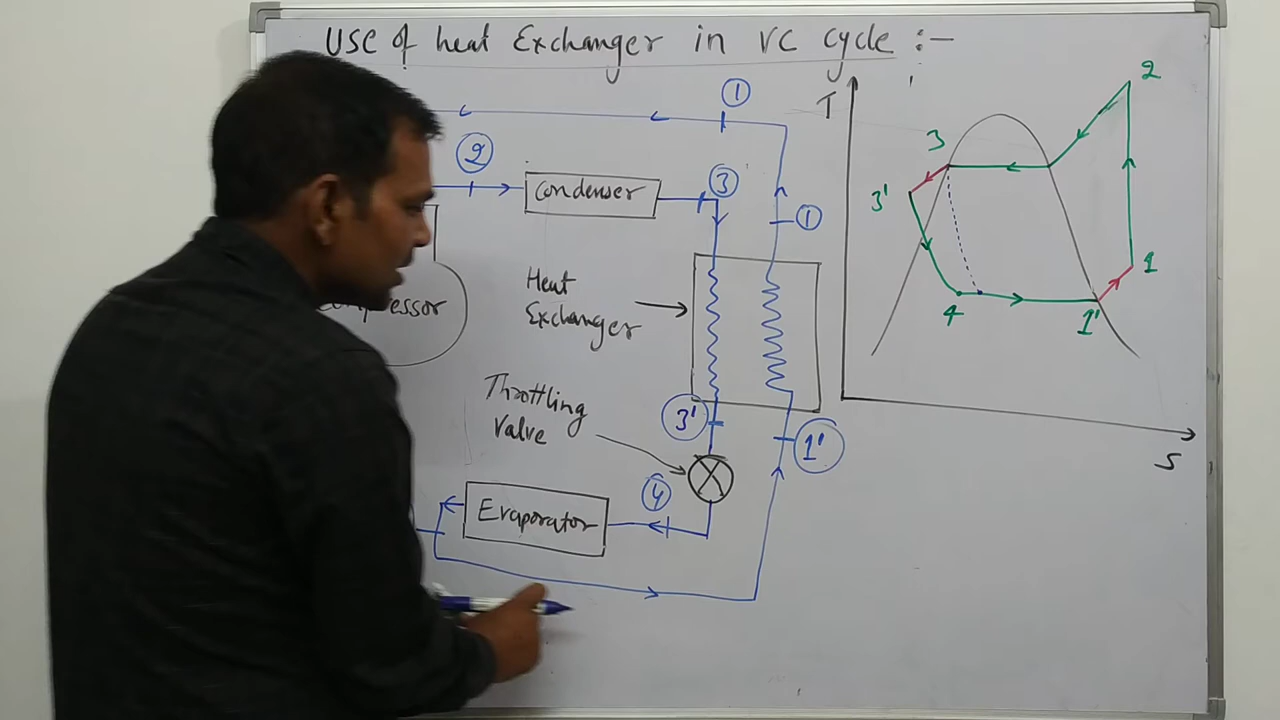 Use of heat Exchanger in VC cycle :-
1
2
Condenser
3
1
Heat
Exchanger
Throttling
Valve
3'
1'
4
Evaporator
T
2
3
3'
1
4
1'
S